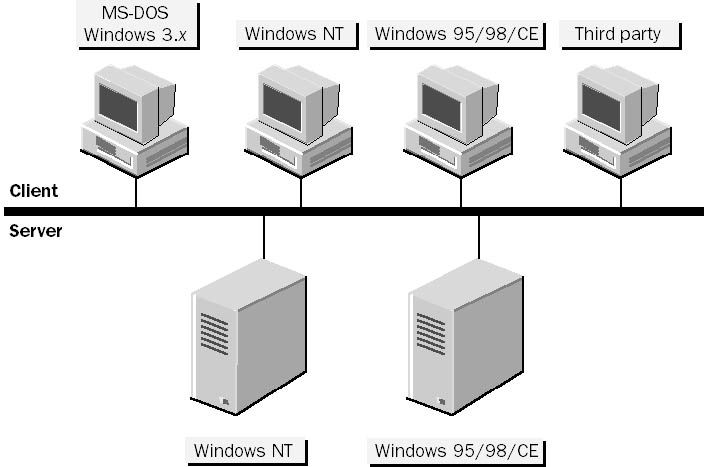 MS-DOS
Windows 3.x
Windows NT
Windows 95/98/CE
Third party
Client
Server
Windows NT
Windows 95/98/CE